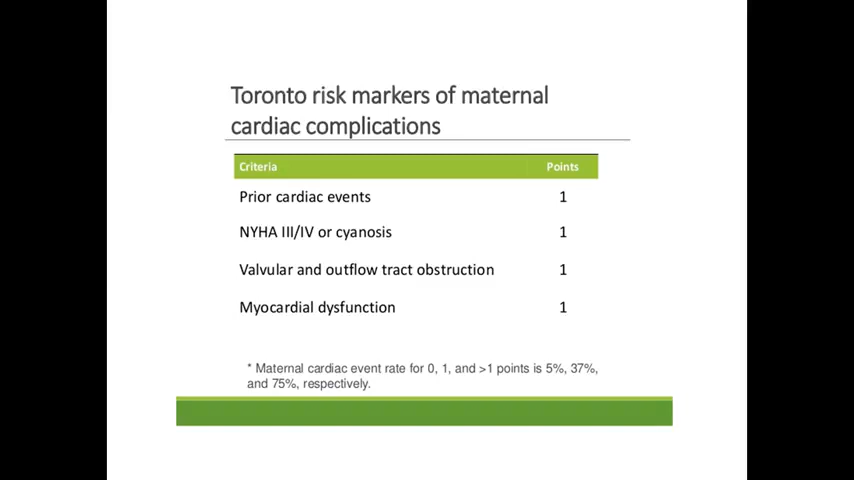 Toronto risk markers of maternal
cardiac complications
Criteria Points
Prior cardiac events 1
NYHA III/IV or cyanosis 1
Valvular and outflow tract obstruction 1
Myocardial dysfunction 1
* Maternal cardiac event rate for 0, 1, and >1 points is 5%, 37%,
and 75%, respectively.